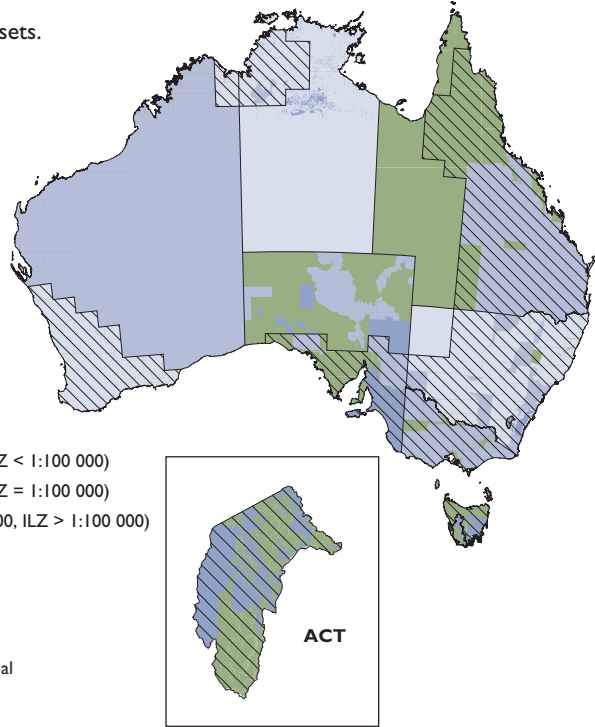 sets.
Z < 1:100 000)
Z = 1:100 000)
00, ILZ > 1:100 000)
ACT
al